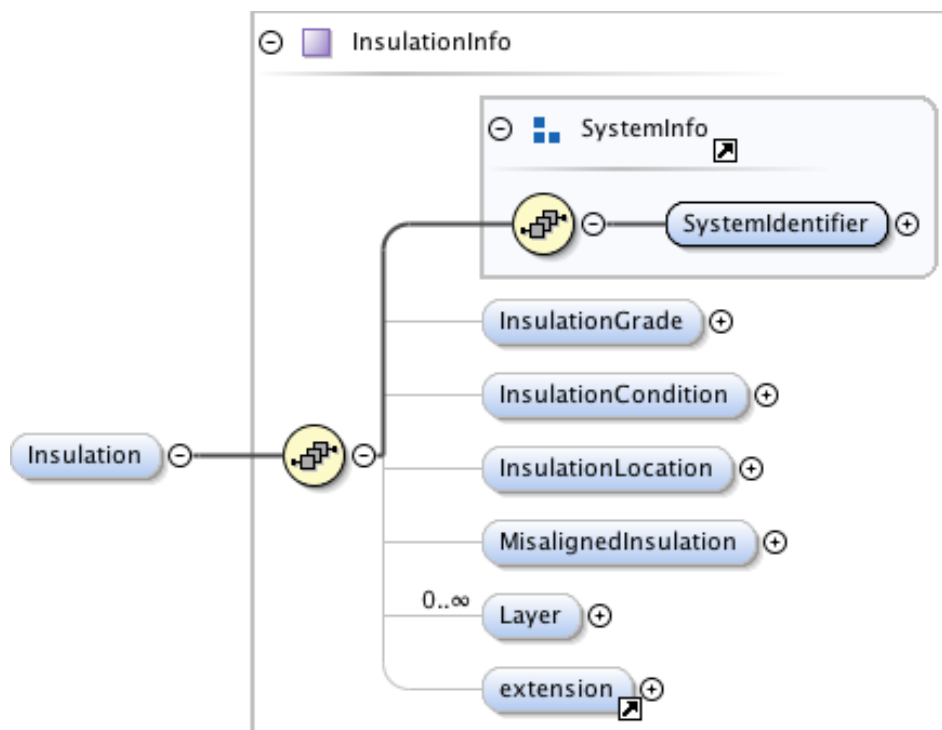 InsulationInfo
SystemInfo
SystemIdentifier
InsulationGrade
InsulationCondition
Insulation
InsulationLocation
MisalignedInsulation
0..∞
Layer
extension